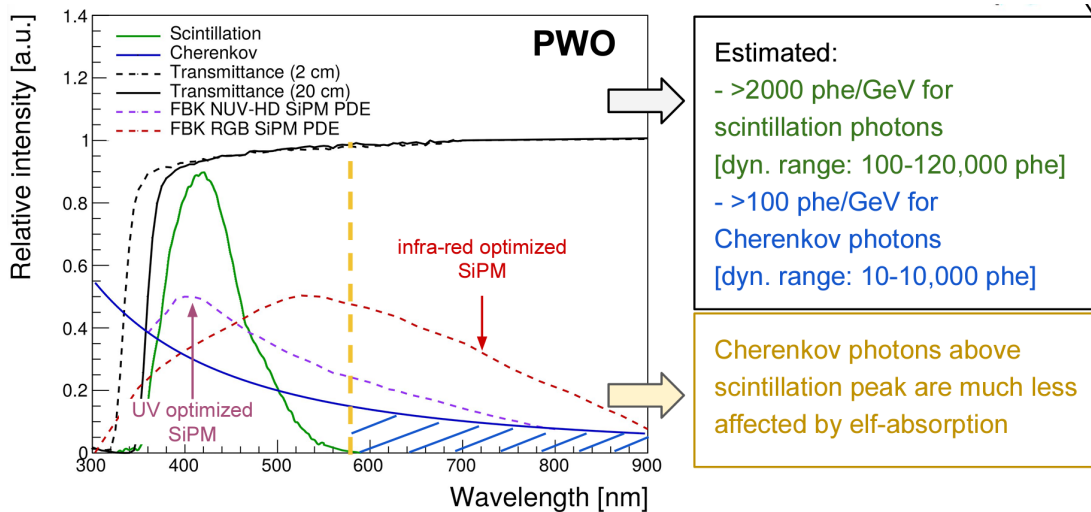 1.4
1.2
1
0.8
0.6
0.4
0.2
0
Relative intensity [a.u.]
Scintillation
Cherenkov
Transmittance (2 cm)
Transmittance (20 cm)
FBK NUV-HD SiPM PDE
FBK RGB SiPM PDE
PWO
infra-red optimized
SiPM
UV optimized
SiPM
300 400 500 600 700 800 900
Wavelength [nm]
Estimated:
- >2000 phe/GeV for
scintillation photons
[dyn. range: 100-120,000 phe]
- >100 phe/GeV for
Cherenkov photons
[dyn. range: 10-10,000 phe]
Cherenkov photons above
scintillation peak are much less
affected by elf-absorption